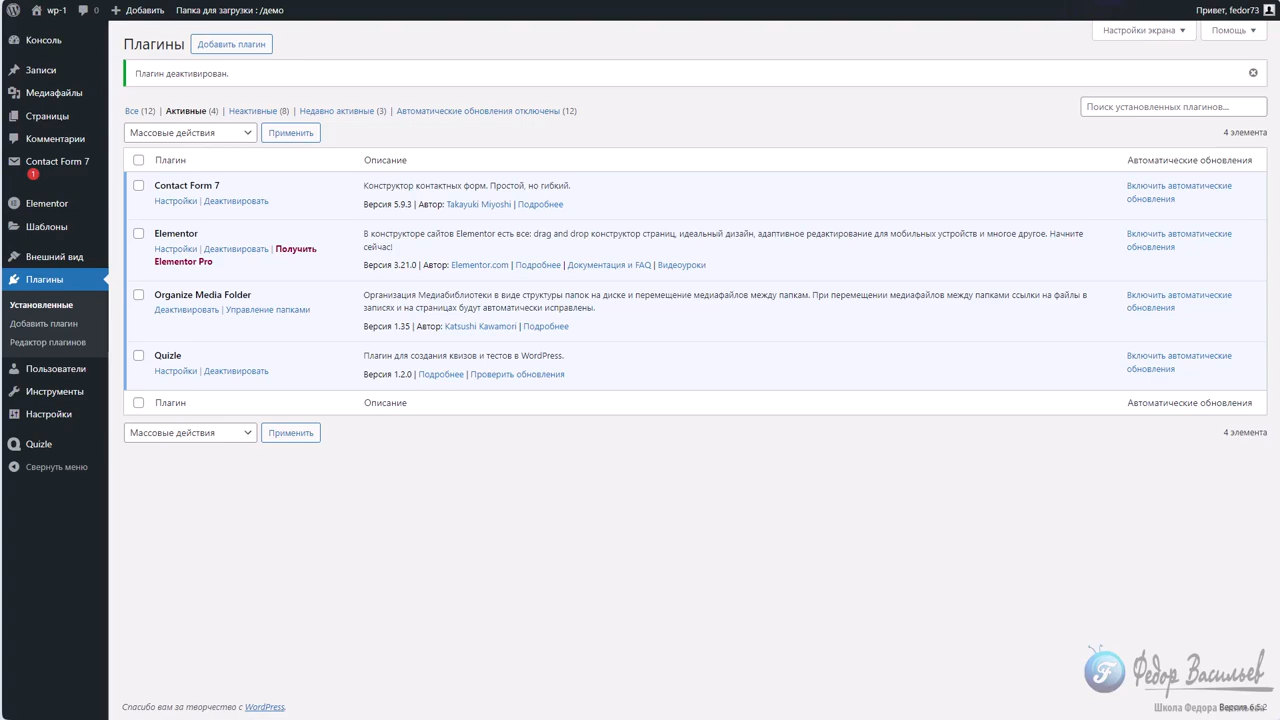 wp-1 0 Добавить Папка для загрузки : /демо Привет, fedor73
Консоль
Записи
Медиафайлы
Страницы
Комментарии
Contact Form 7
1
Elementor
Шаблоны
Внешний вид
Плагины
Установленные
Добавить плагин
Редактор плагинов
Пользователи
Инструменты
Настройки
Quizle
Свернуть меню
Настройки экрана ▼ Помощь ▼
Плагины Добавить плагин
Плагин деактивирован.
Все (12) | Активные (4) | Неактивные (8) | Недавно активные (3) | Автоматические обновления отключены (12)
Поиск установленных плагинов...
Массовые действия Применить
4 элемента
Плагин Описание Автоматические обновления
Contact Form 7
Настройки | Деактивировать
Конструктор контактных форм. Простой, но гибкий.
Версия 5.9.3 | Автор: Takayuki Miyoshi | Подробнее
Включить автоматические
обновления
Elementor
Настройки | Деактивировать | Получить
Elementor Pro
В конструкторе сайтов Elementor есть все: drag and drop конструктор страниц, идеальный дизайн, адаптивное редактирование для мобильных устройств и многое другое. Начните
сейчас!
Версия 3.21.0 | Автор: Elementor.com | Подробнее | Документация и FAQ | Видеоуроки
Включить автоматические
обновления
Organize Media Folder
Деактивировать | Управление папками
Организация Медиабиблиотеки в виде структуры папок на диске и перемещение медиафайлов между папками. При перемещении медиафайлов между папками ссылки на файлы в
записях и на страницах будут автоматически исправлены.
Версия 1.35 | Автор: Katsushi Kawamori | Подробнее
Включить автоматические
обновления
Quizle
Настройки | Деактивировать
Плагин для создания квизов и тестов в WordPress.
Версия 1.2.0 | Подробнее | Проверить обновления
Включить автоматические
обновления
Плагин Описание Автоматические обновления
Массовые действия Применить
4 элемента
Федор Васильев
Школа Федора Васильева
Спасибо вам за творчество с WordPress.
Версия 6.5.2